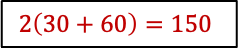 2(30 + 60) = 150